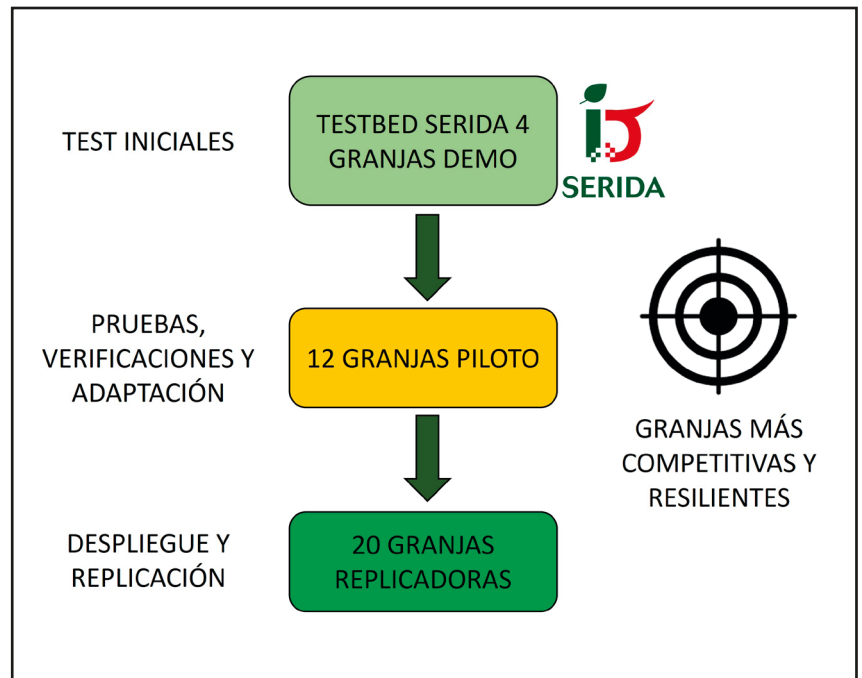 TEST INICIALES
TESTBED SERIDA 4
GRANJAS DEMO
SERIDA
PRUEBAS,
VERIFICACIONES Y
ADAPTACIÓN
12 GRANJAS PILOTO
GRANJAS MÁS
COMPETITIVAS Y
RESILIENTES
DESPLIEGUE Y
REPLICACIÓN
20 GRANJAS
REPLICADORAS